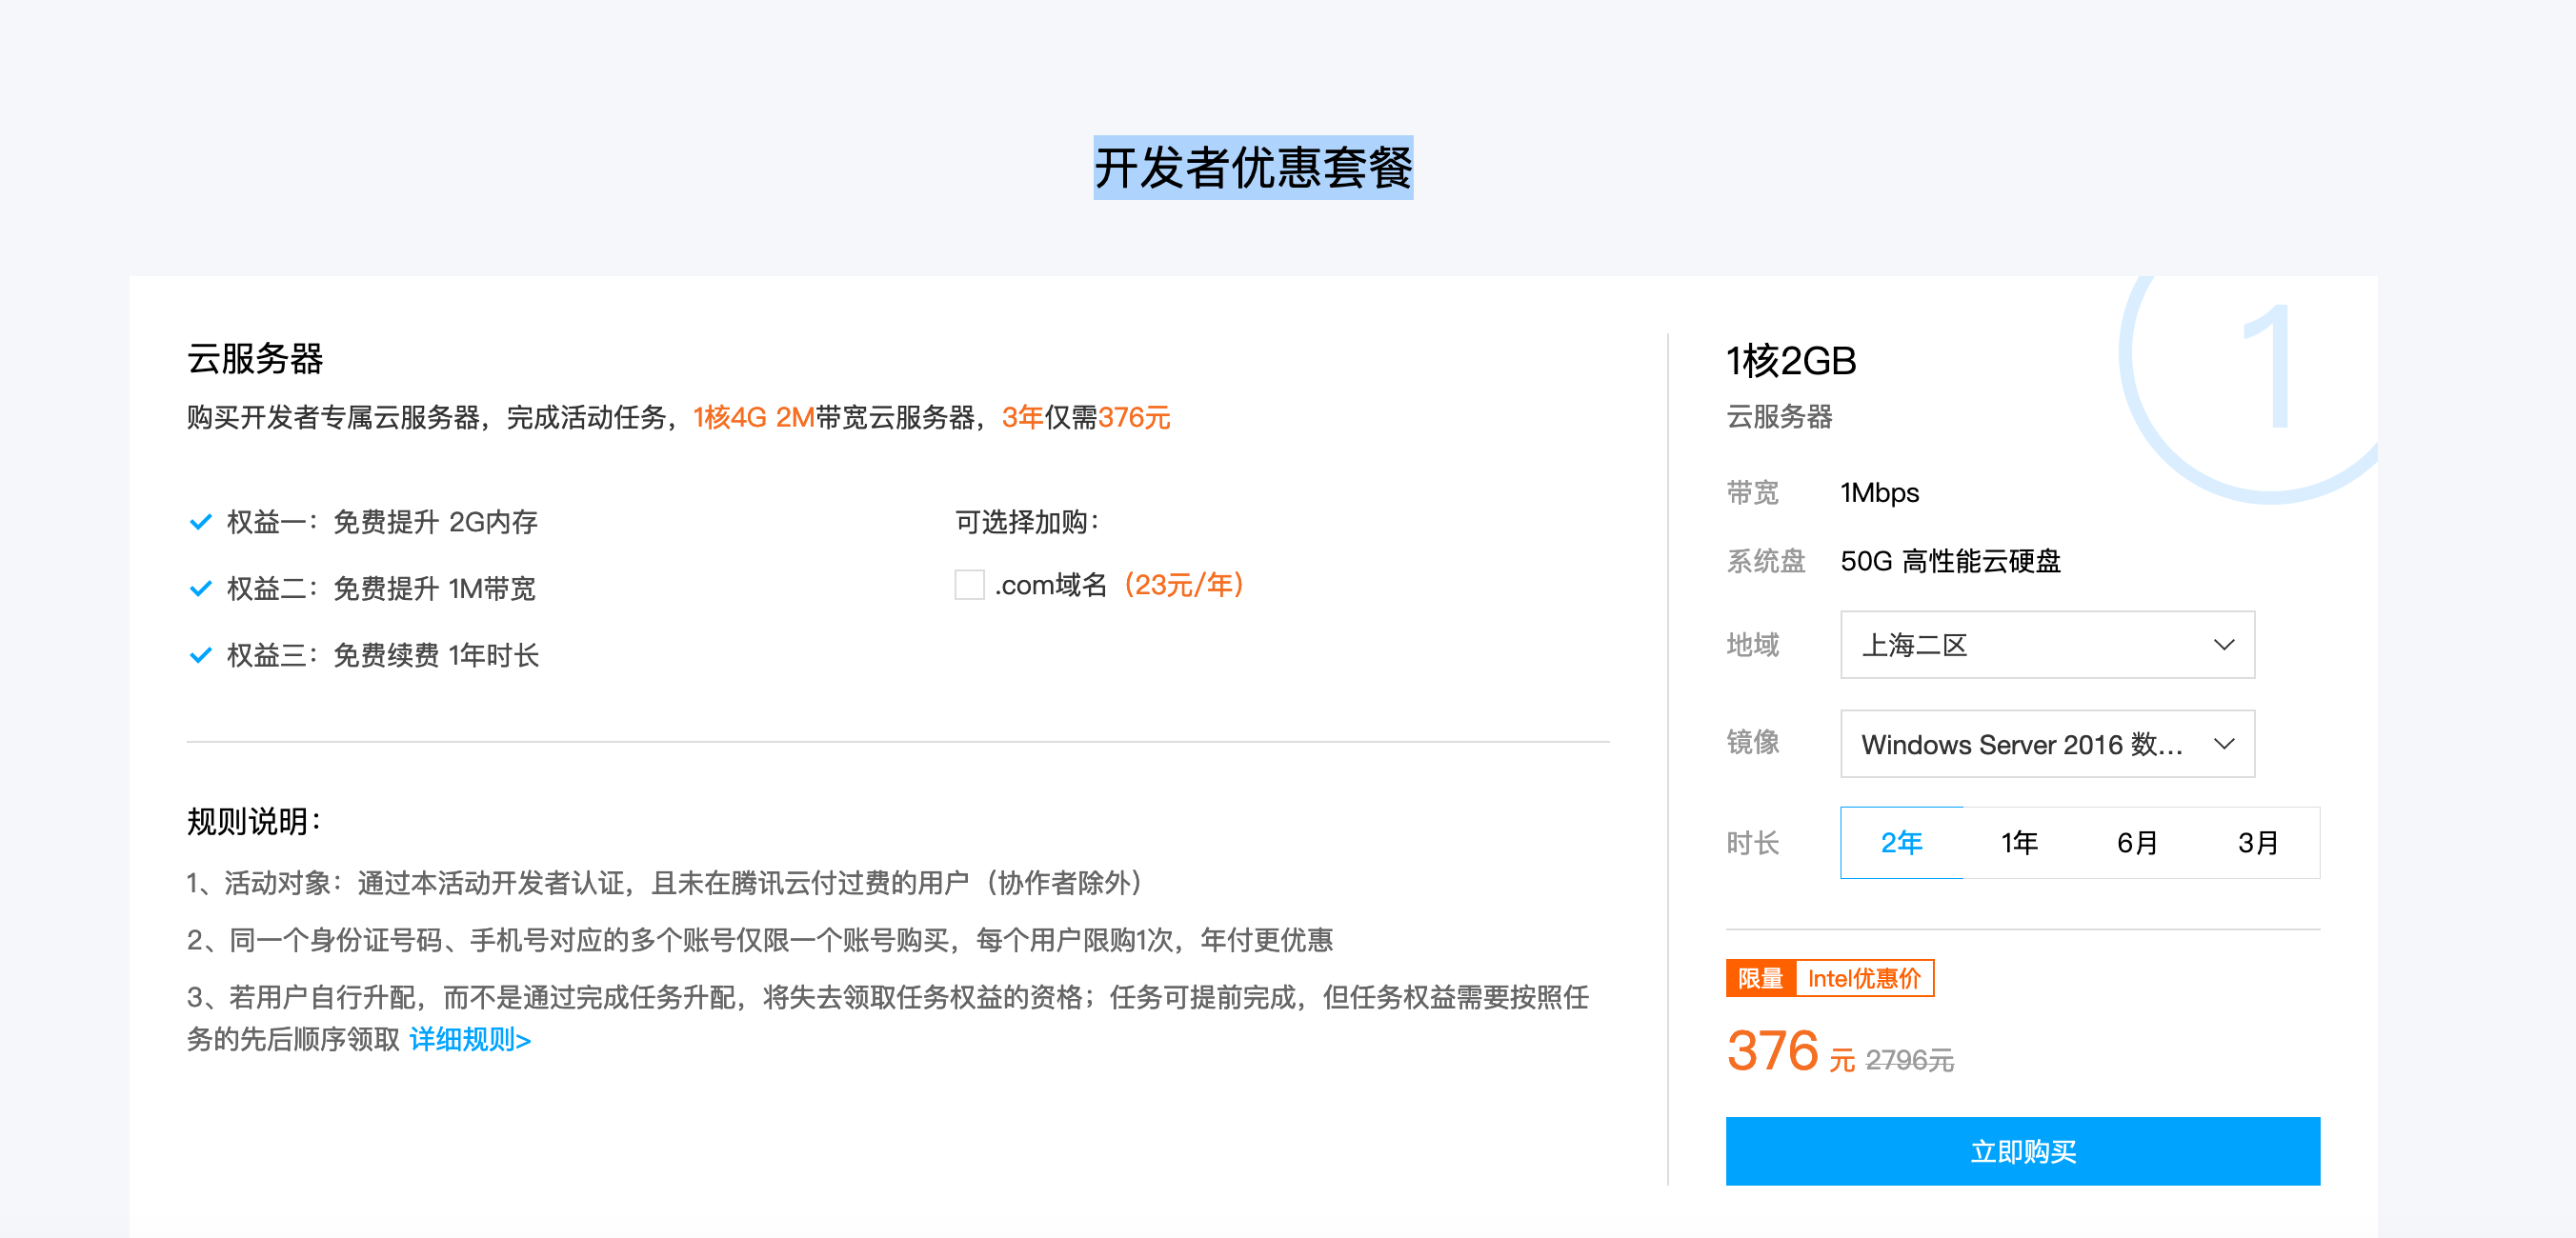 开发者优惠套餐
云服务器
购买开发者专属云服务器，完成活动任务，1核4G 2M带宽云服务器，3年仅需376元
权益一：免费提升 2G内存
权益二：免费提升 1M带宽
权益三：免费续费 1年时长
可选择加购：
.com域名（23元/年）
规则说明：
1、活动对象：通过本活动开发者认证，且未在腾讯云付过费的用户（协作者除外）
2、同一个身份证号码、手机号对应的多个账号仅限一个账号购买，每个用户限购1次，年付更优惠
3、若用户自行升配，而不是通过完成任务升配，将失去领取任务权益的资格；任务可提前完成，但任务权益需要按照任
务的先后顺序领取 详细规则>
1
1核2GB
云服务器
带宽 1Mbps
系统盘 50G 高性能云硬盘
地域 上海二区
镜像 Windows Server 2016 数...
时长 2年 1年 6月 3月
限量 Intel优惠价
376 元 2796元
立即购买